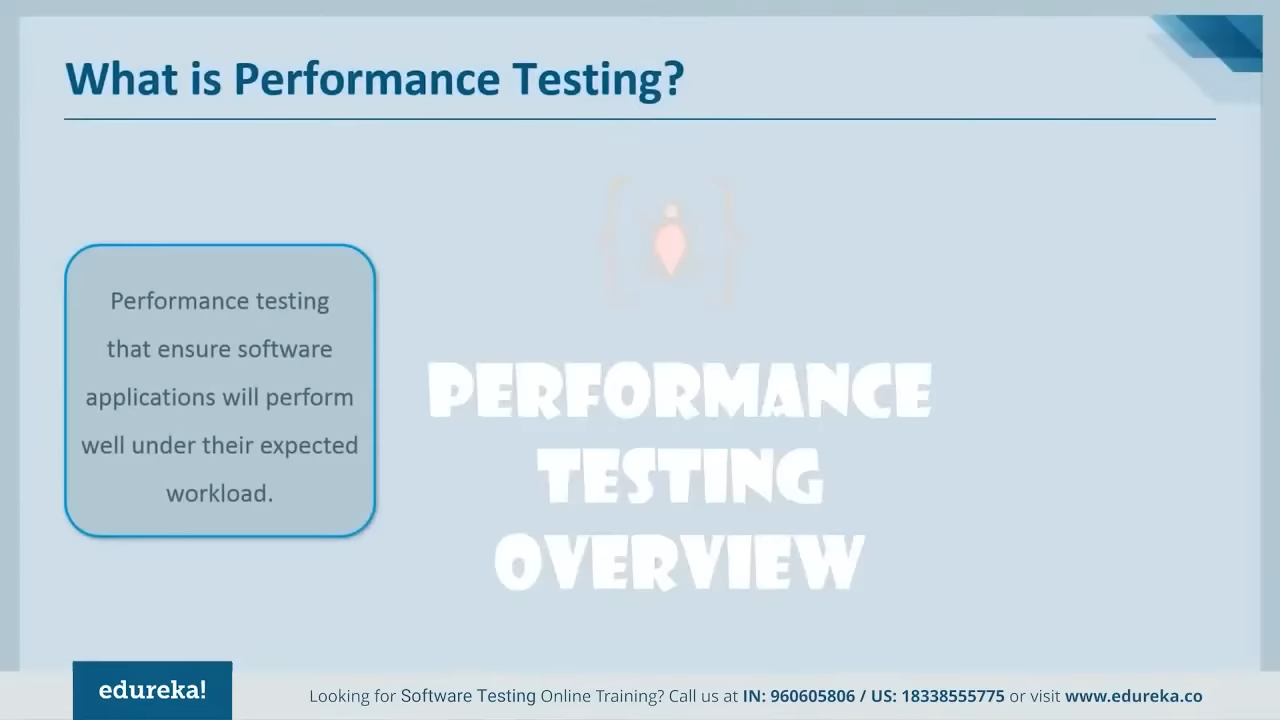 What is Performance Testing?
Performance testing
that ensure software
applications will perform
well under their expected
workload.
PERFORMANCE
TESTING
OVERVIEW
edureka!
Looking for Software Testing Online Training? Call us at IN: 960605806 / US: 18338555775 or visit www.edureka.co